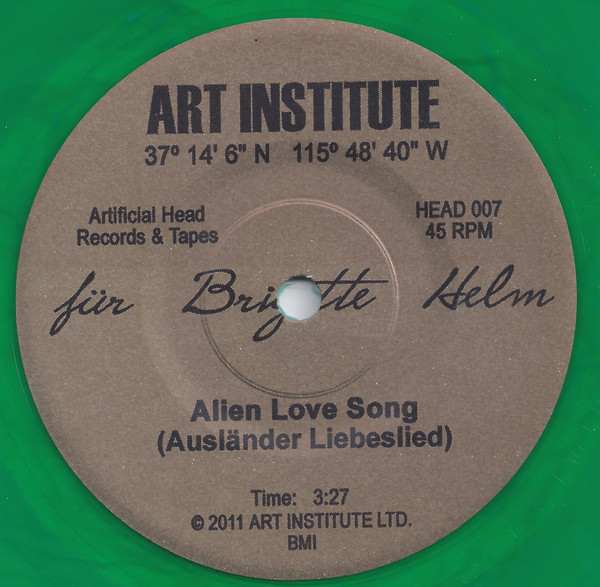 ART INSTITUTE
37º 14' 6" N 115º 48' 40" W
Artificial Head
Records & Tapes
HEAD 007
45 RPM
für Brigitte Helm
Alien Love Song
(Ausländer Liebeslied)
Time: 3:27
© 2011 ART INSTITUTE LTD.
BMI